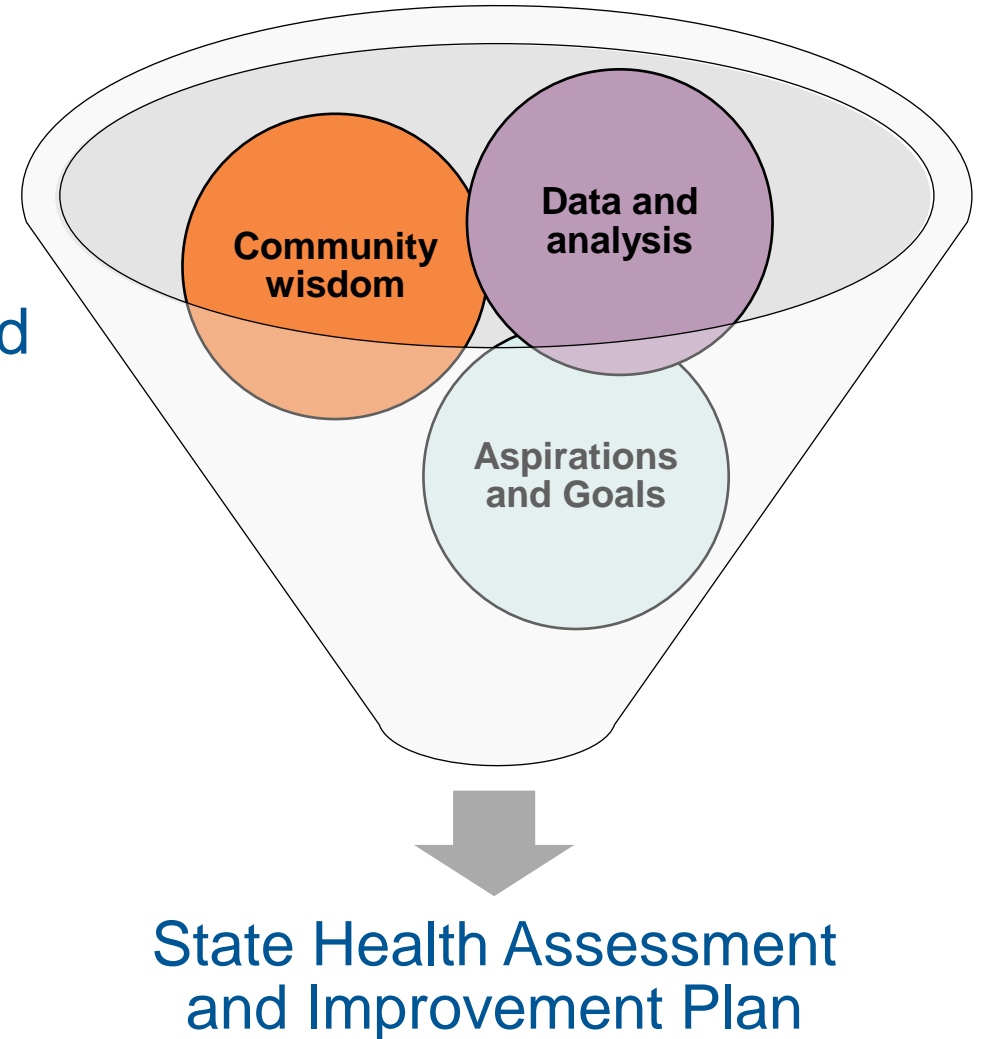 Data and
analysis
Community
wisdom
d
Aspirations
and Goals
State Health Assessment
and Improvement Plan